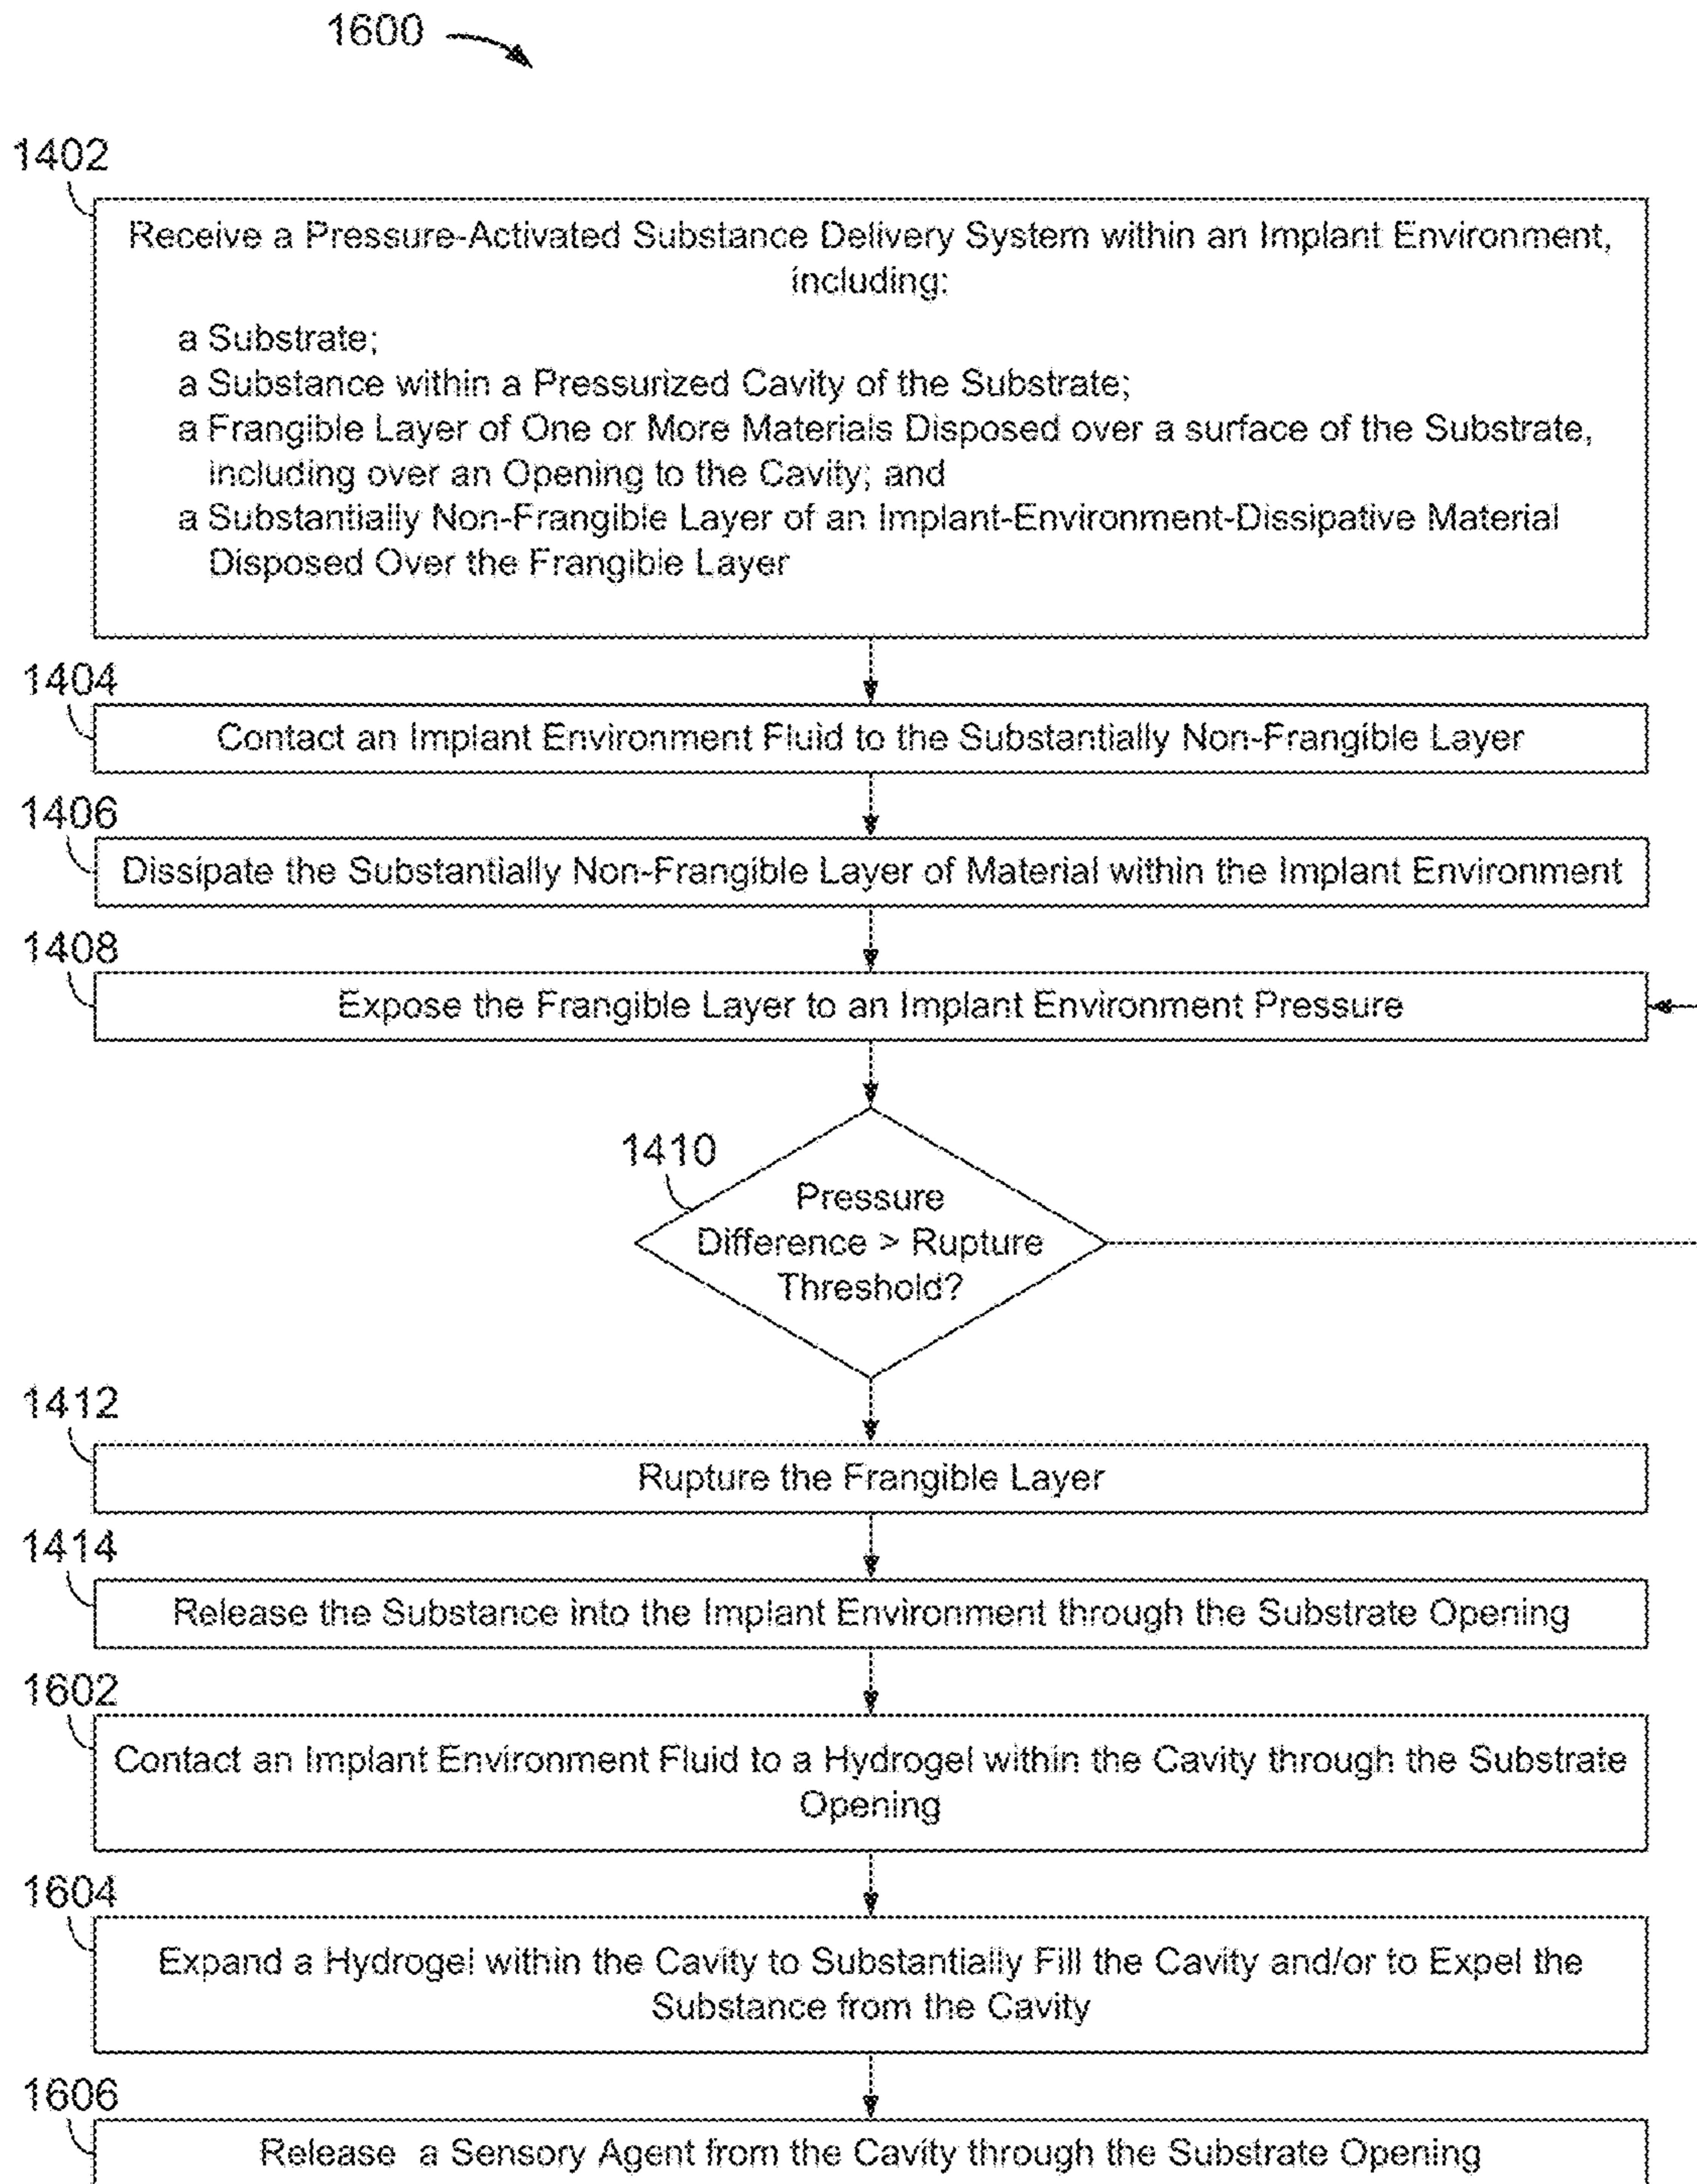 1600
1402
Receive a Pressure-Activated Substance Delivery System within an Implant Environment,
including:
a Substrate;
a Substance within a Pressurized Cavity of the Substrate;
a Frangible Layer of One or More Materials Disposed over a surface of the Substrate,
including over an Opening to the Cavity; and
a Substantially Non-Frangible Layer of an Implant-Environment-Dissipative Material
Disposed Over the Frangible Layer
1404
Contact an Implant Environment Fluid to the Substantially Non-Frangible Layer
1406
Dissipate the Substantially Non-Frangible Layer of Material within the Implant Environment
1408
Expose the Frangible Layer to an Implant Environment Pressure
1410
Pressure
Difference > Rupture
Threshold?
1412
Rupture the Frangible Layer
1414
Release the Substance into the Implant Environment through the Substrate Opening
1602
Contact an Implant Environment Fluid to a Hydrogel within the Cavity through the Substrate
Opening
1604
Expand a Hydrogel within the Cavity to Substantially Fill the Cavity and/or to Expel the
Substance from the Cavity
1606
Release a Sensory Agent from the Cavity through the Substrate Opening